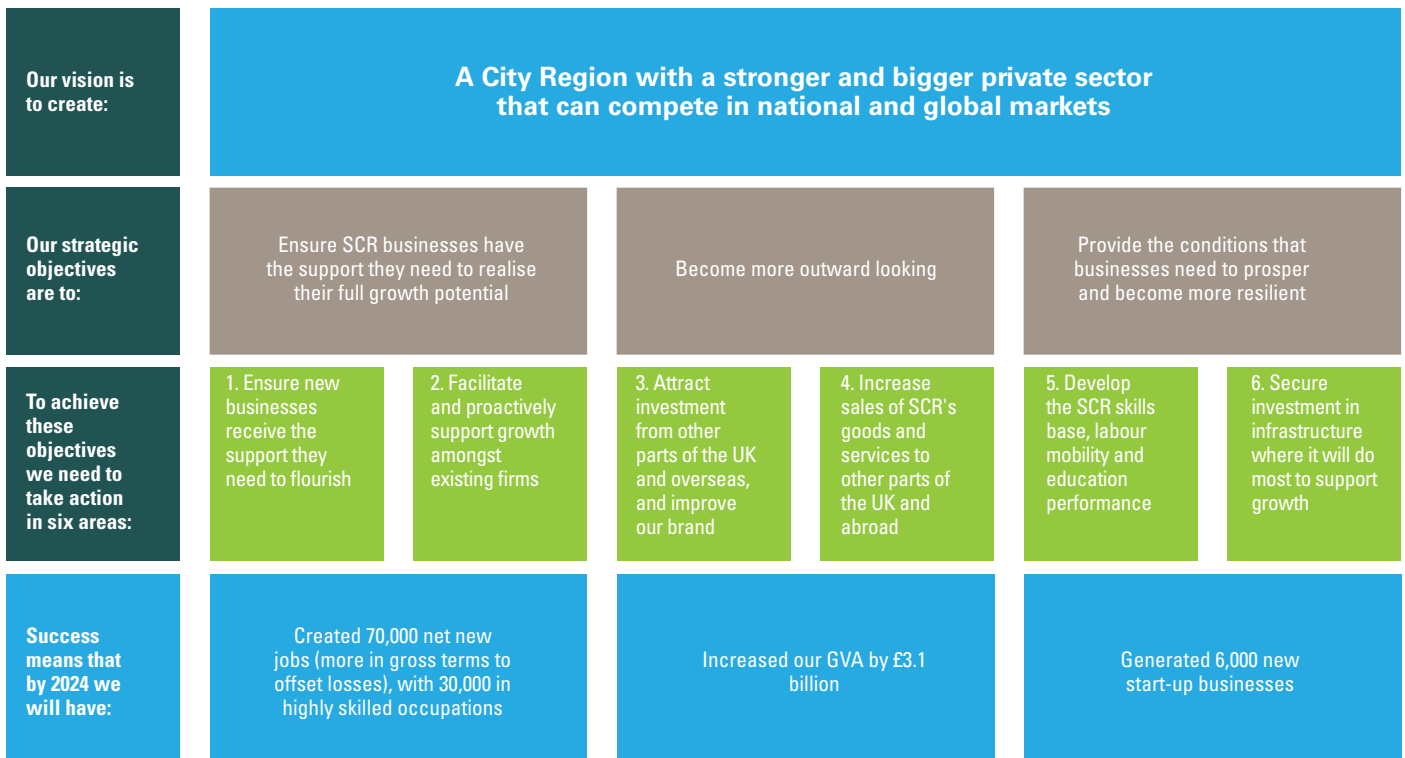 Our vision is
to create:
A City Region with a stronger and bigger private sector
that can compete in national and global markets
Our strategic
objectives
are to:
Ensure SCR businesses have
the support they need to realise
their full growth potential
Become more outward looking
Provide the conditions that
businesses need to prosper
and become more resilient
To achieve
these
objectives
we need to
take action
in six areas:
1. Ensure new
businesses
receive the
support they
need to flourish
2. Facilitate
and proactively
support growth
amongst
existing firms
3. Attract
investment
from other
parts of the UK
and overseas,
and improve
our brand
4. Increase
sales of SCR's
goods and
services to
other parts of
the UK and
abroad
5. Develop
the SCR skills
base, labour
mobility and
education
performance
6. Secure
investment in
infrastructure
where it will do
most to support
growth
Success
means that
by 2024 we
will have:
Created 70,000 net new
jobs (more in gross terms to
offset losses), with 30,000 in
highly skilled occupations
Increased our GVA by £3.1
billion
Generated 6,000 new
start-up businesses